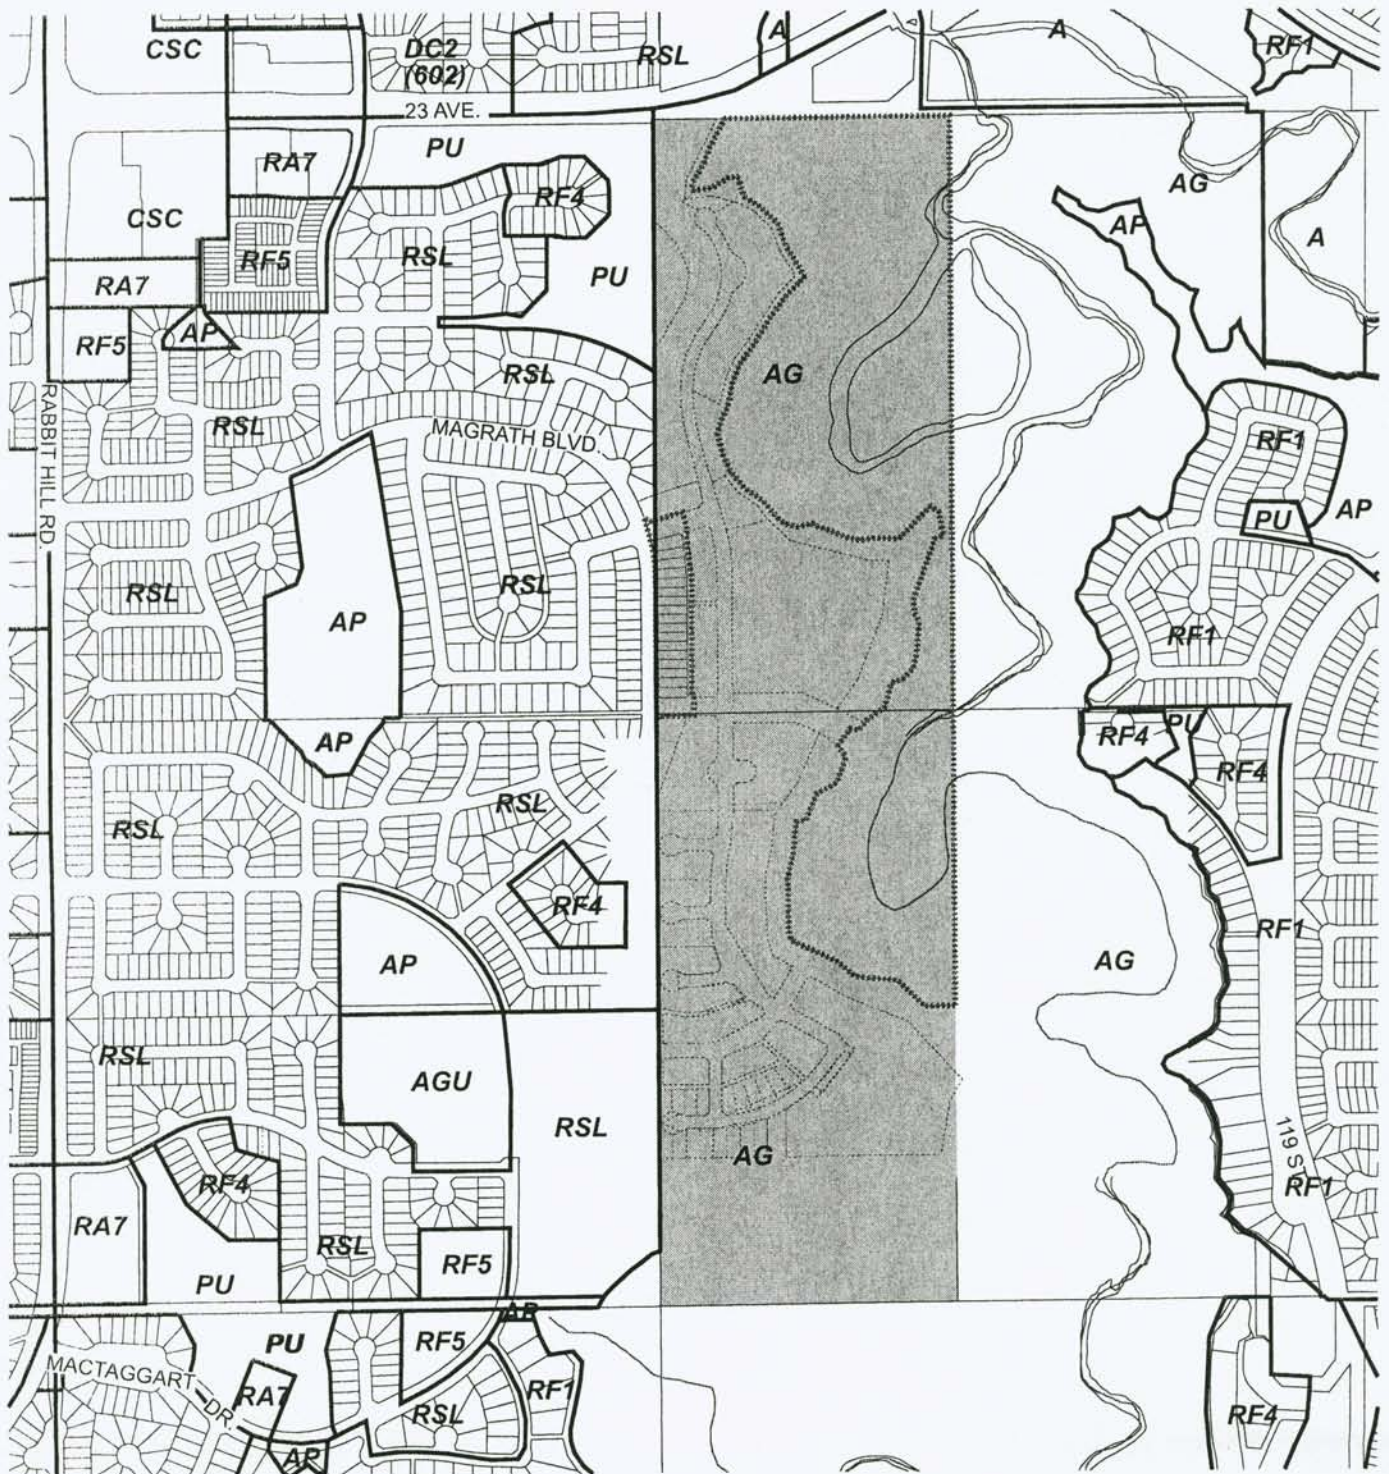 CSC
DC2
(602)
RSL
A
A
RF1
23 AVE.
PU
RA7
RF4
AG
CSC
AP
RSL
A
RF5
PU
RA7
AP
RF5
RSL
AG
RSL
RABBIT HILL RD.
MAGRATH BLVD.
RF1
PU
AP
RSL
RSL
AP
RF1
PU
RF4
AP
RF4
RSL
RSL
RF4
RF1
AP
AG
RSL
AGU
RSL
AG
119 ST
RF4
RF1
RA7
RSL
RF5
PU
AP
PU
RF5
MACTAGGART DR.
RA7
RF1
RSL
RF4
AP